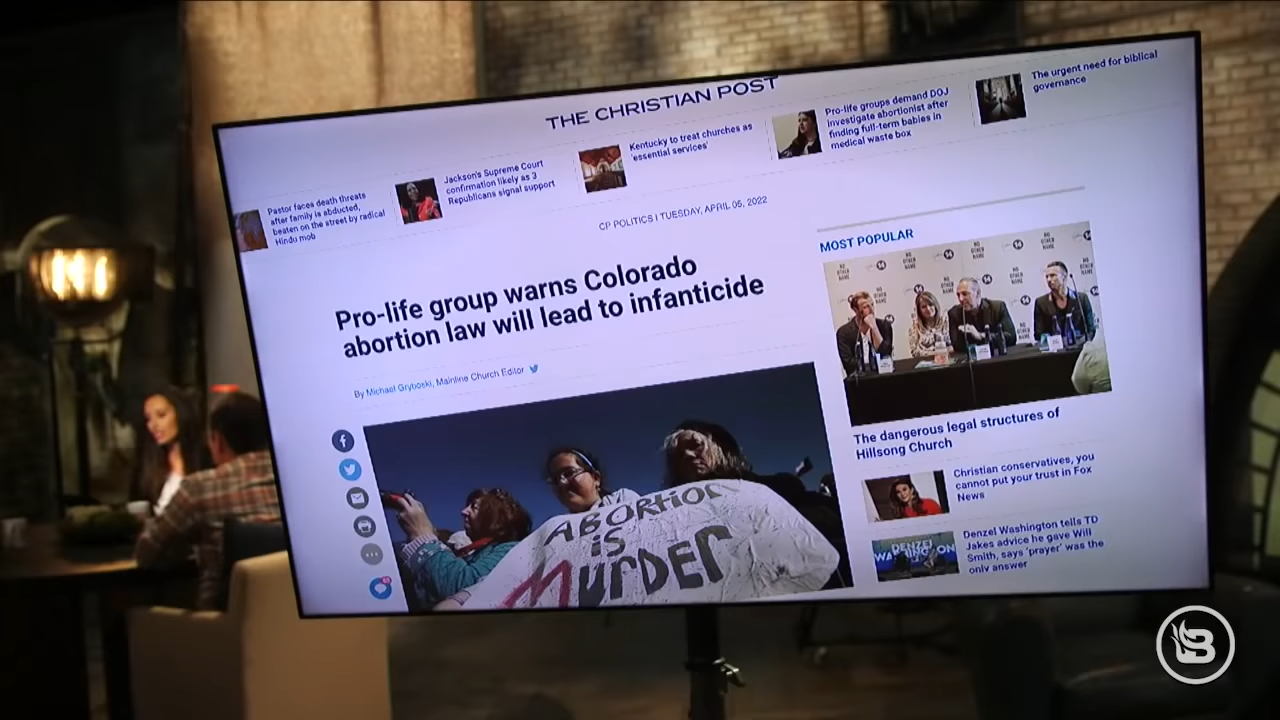 THE CHRISTIAN POST
Pastor faces death threats
after family is abducted,
beaten on the street by radical
Hindu mob
Jackson's Supreme Court
confirmation likely as 3
Republicans signal support
Kentucky to treat churches as
'essential services'
Pro-life groups demand DOJ
investigate abortionist after
finding full-term babies in
medical waste box
The urgent need for biblical
governance
CP POLITICS | TUESDAY, APRIL 05, 2022
Pro-life group warns Colorado
abortion law will lead to infanticide
By Michael Gryboski, Mainline Church Editor
ABORTION
iS
MURDER
MOST POPULAR
NO
OTHER
NAME
The dangerous legal structures of
Hillsong Church
Christian conservatives, you
cannot put your trust in Fox
News
DENZEL
WASHINGTON
Denzel Washington tells TD
Jakes advice he gave Will
Smith, says 'prayer' was the
only answer
B